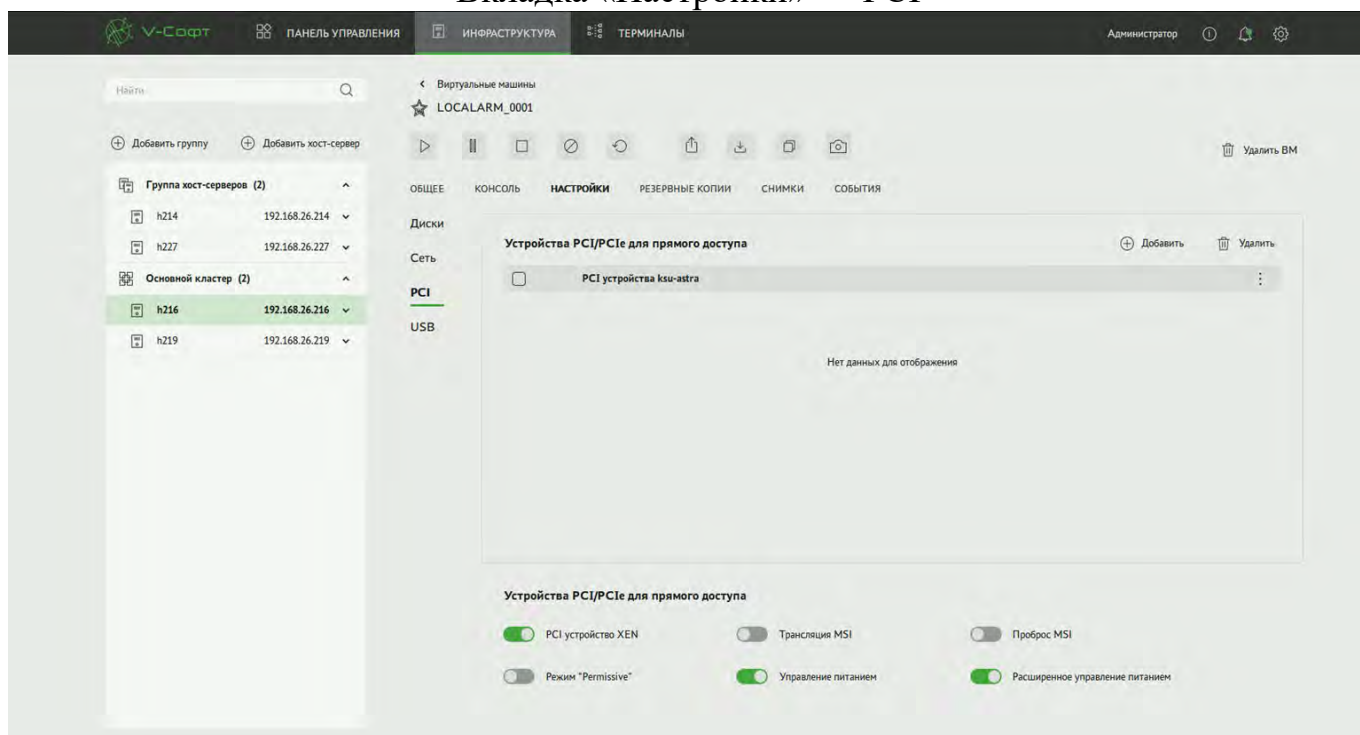 Вкладка «Настройки» – PCI
V-Софт ПАНЕЛЬ УПРАВЛЕНИЯ ИНФРАСТРУКТУРА ТЕРМИНАЛЫ Администратор
Найти
Добавить группу Добавить хост-сервер
Группа хост-серверов (2)
h214 192.168.26.214
h227 192.168.26.227
Основной кластер (2)
h216 192.168.26.216
h219 192.168.26.219
Виртуальные машины
LOCALARM_0001
Удалить ВМ
ОБЩЕЕ КОНСОЛЬ НАСТРОЙКИ РЕЗЕРВНЫЕ КОПИИ СНИМКИ СОБЫТИЯ
Диски
Сеть
PCI
USB
Устройства PCI/PCIe для прямого доступа Добавить Удалить
PCI устройства ksu-astra
Нет данных для отображения
Устройства PCI/PCIe для прямого доступа
PCI устройство XEN Трансляция MSI Проброс MSI
Режим "Permissive" Управление питанием Расширенное управление питанием